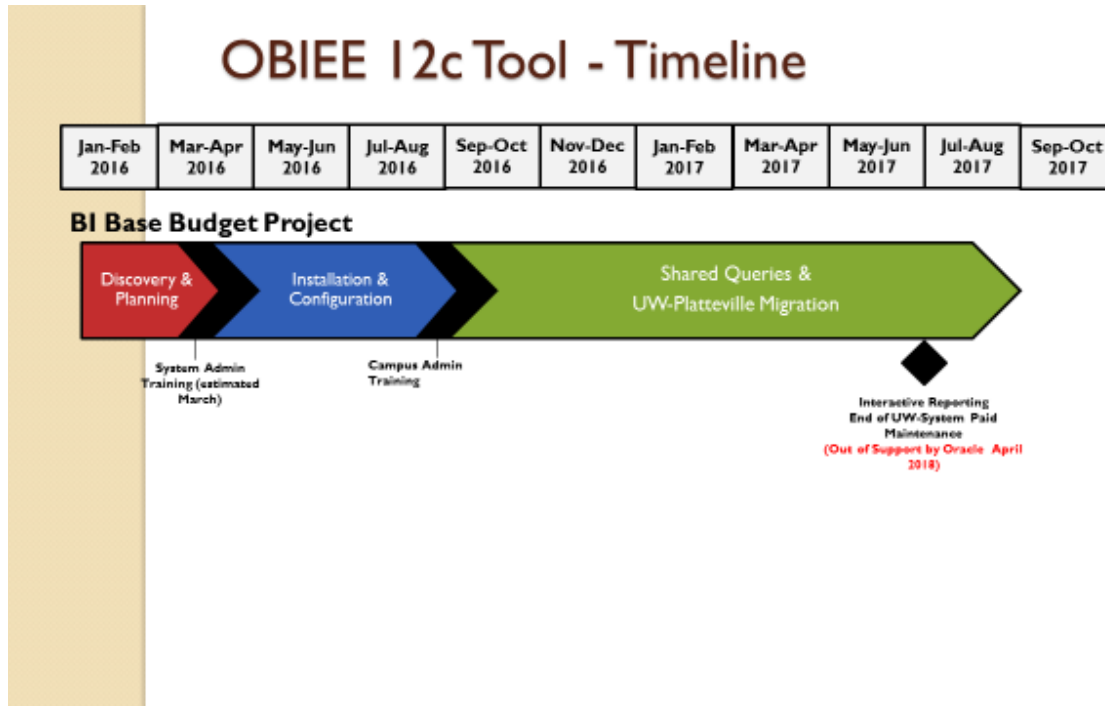 OBIEE 12c Tool - Timeline
Jan-Feb 2016
Mar-Apr 2016
May-Jun 2016
Jul-Aug 2016
Sep-Oct 2016
Nov-Dec 2016
Jan-Feb 2017
Mar-Apr 2017
May-Jun 2017
Jul-Aug 2017
Sep-Oct 2017
BI Base Budget Project
Discovery &
Planning
Installation &
Configuration
Shared Queries &
UW-Platteville Migration
System Admin
Training (estimated
March)
Campus Admin
Training
Interactive Reporting
End of UW-System Paid
Maintenance
(Out of Support by Oracle April
2018)